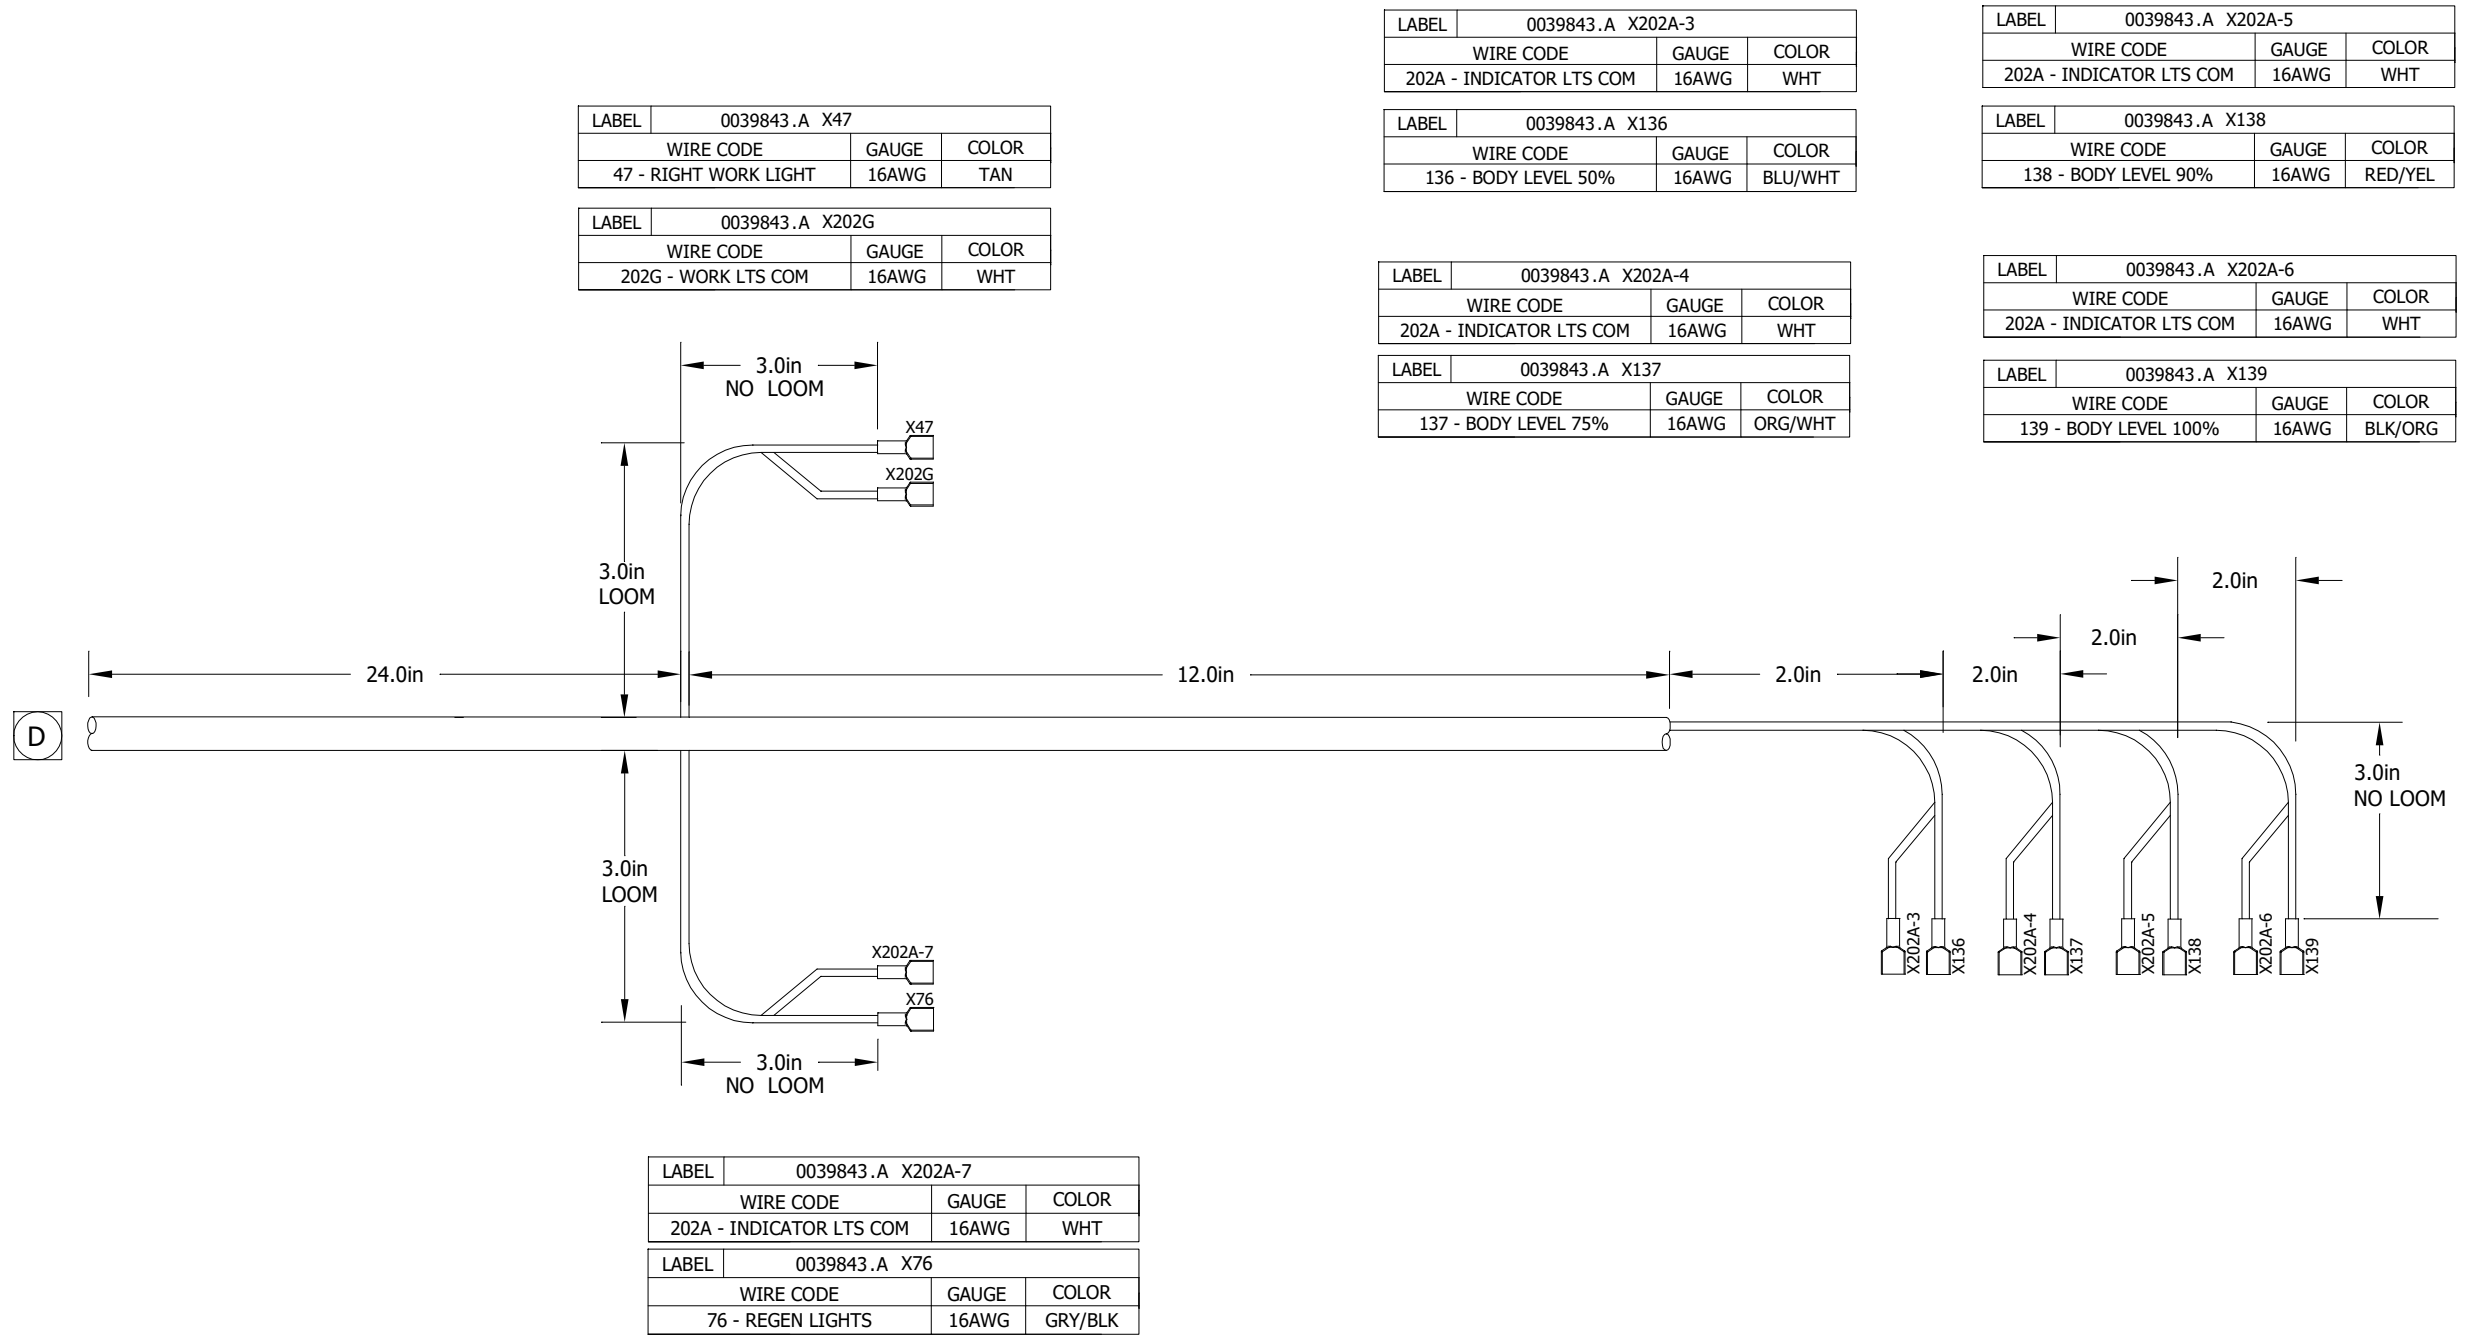 LABEL 0039843.A X47
WIRE CODE GAUGE COLOR
47 - RIGHT WORK LIGHT 16AWG TAN
LABEL 0039843.A X202G
WIRE CODE GAUGE COLOR
202G - WORK LTS COM 16AWG WHT
LABEL 0039843.A X202A-3
WIRE CODE GAUGE COLOR
202A - INDICATOR LTS COM 16AWG WHT
LABEL 0039843.A X136
WIRE CODE GAUGE COLOR
136 - BODY LEVEL 50% 16AWG BLU/WHT
LABEL 0039843.A X202A-5
WIRE CODE GAUGE COLOR
202A - INDICATOR LTS COM 16AWG WHT
LABEL 0039843.A X138
WIRE CODE GAUGE COLOR
138 - BODY LEVEL 90% 16AWG RED/YEL
LABEL 0039843.A X202A-4
WIRE CODE GAUGE COLOR
202A - INDICATOR LTS COM 16AWG WHT
LABEL 0039843.A X137
WIRE CODE GAUGE COLOR
137 - BODY LEVEL 75% 16AWG ORG/WHT
LABEL 0039843.A X202A-6
WIRE CODE GAUGE COLOR
202A - INDICATOR LTS COM 16AWG WHT
LABEL 0039843.A X139
WIRE CODE GAUGE COLOR
139 - BODY LEVEL 100% 16AWG BLK/ORG
3.0in
NO LOOM
X47
X202G
3.0in
LOOM
2.0in
2.0in
24.0in
12.0in
2.0in
2.0in
D
3.0in
NO LOOM
3.0in
LOOM
X202A-7
X76
X202A-3
X136
X202A-4
X137
X202A-5
X138
X202A-6
X139
3.0in
NO LOOM
LABEL 0039843.A X202A-7
WIRE CODE GAUGE COLOR
202A - INDICATOR LTS COM 16AWG WHT
LABEL 0039843.A X76
WIRE CODE GAUGE COLOR
76 - REGEN LIGHTS 16AWG GRY/BLK